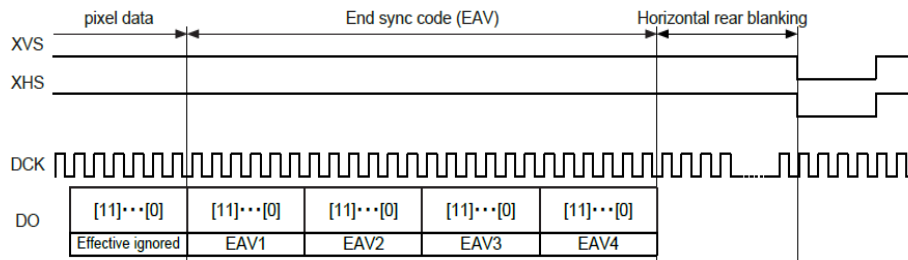 pixel data End sync code (EAV) Horizontal rear blanking
XVS
XHS
DCK
DO [11]···[0] [11]···[0] [11]···[0] [11]···[0] [11]···[0]
Effective ignored EAV1 EAV2 EAV3 EAV4